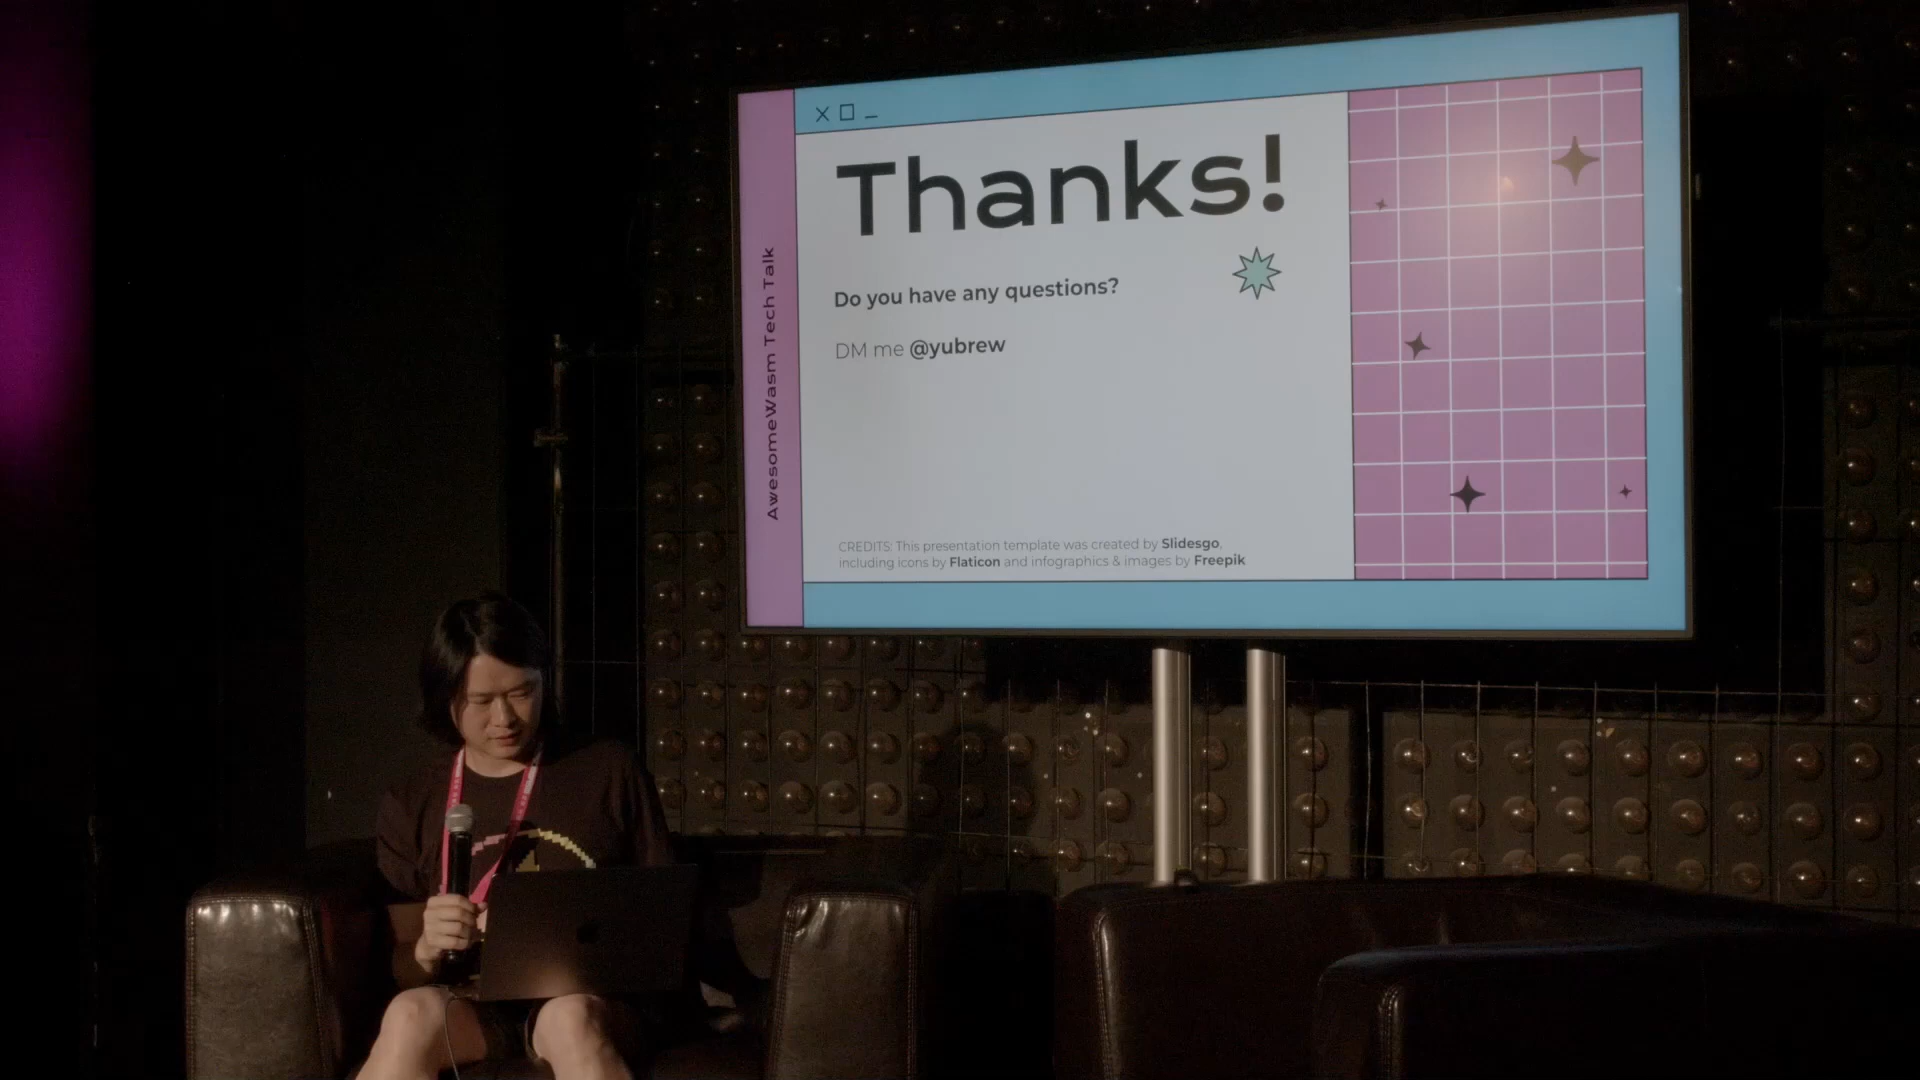 AwesomeWasm Tech Talk
Thanks!
Do you have any questions?
DM me @yubrew
CREDITS: This presentation template was created by Slidesgo,
including icons by Flaticon and infographics & images by Freepik